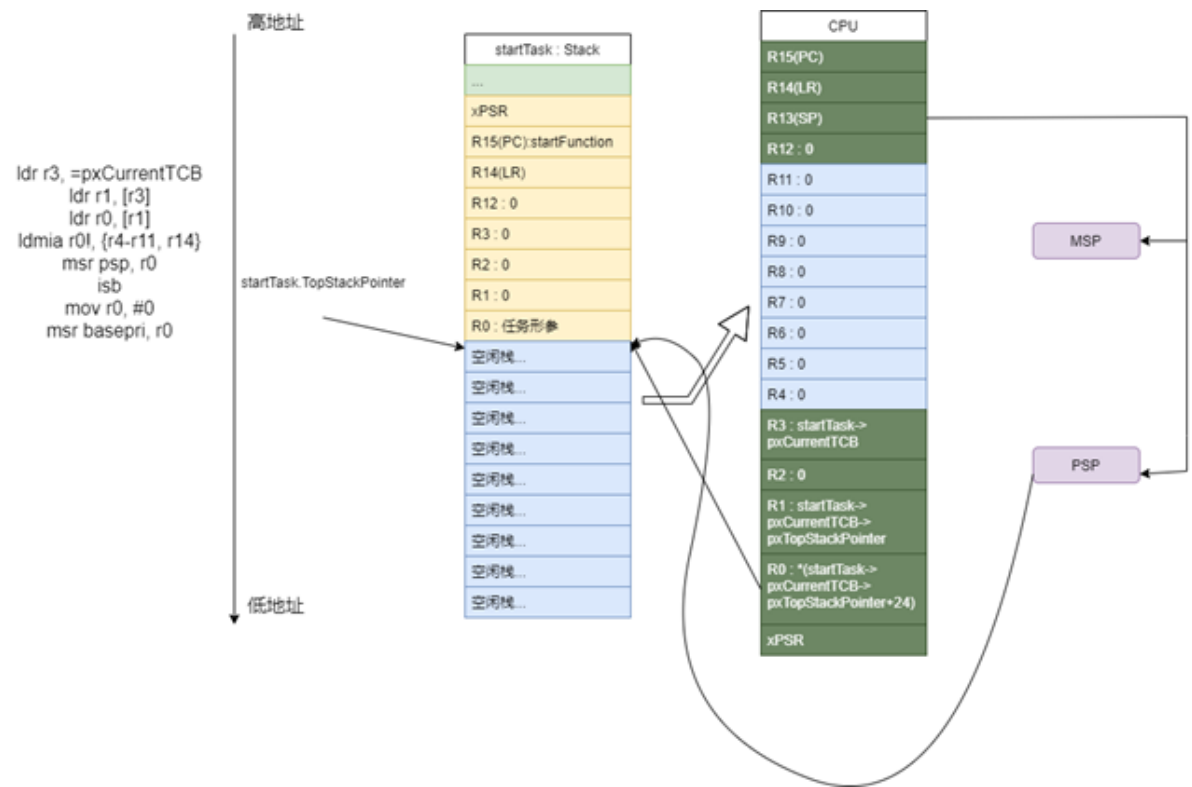 高地址
ldr r3, =pxCurrentTCB
ldr r1, [r3]
ldr r0, [r1]
ldmia r0!, {r4-r11, r14}
msr psp, r0
isb
mov r0, #0
msr basepri, r0
低地址
startTask.TopStackPointer
startTask : Stack
...
xPSR
R15(PC):startFunction
R14(LR)
R12 : 0
R3 : 0
R2 : 0
R1 : 0
R0 : 任务形参
空闲栈...
空闲栈...
空闲栈...
空闲栈...
空闲栈...
空闲栈...
空闲栈...
空闲栈...
空闲栈...
CPU
R15(PC)
R14(LR)
R13(SP)
R12 : 0
R11 : 0
R10 : 0
R9 : 0
R8 : 0
R7 : 0
R6 : 0
R5 : 0
R4 : 0
R3 : startTask->
pxCurrentTCB
R2 : 0
R1 : startTask->
pxCurrentTCB->
pxTopStackPointer
R0 : *(startTask->
pxCurrentTCB->
pxTopStackPointer+24)
xPSR
MSP
PSP